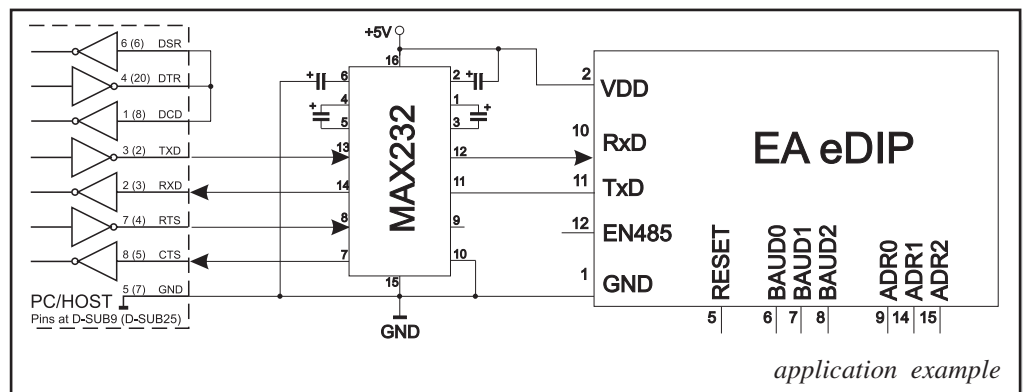 6 (6) DSR
4 (20) DTR
1 (8) DCD
3 (2) TXD
2 (3) RXD
7 (4) RTS
8 (5) CTS
5 (7) GND
PC/HOST
Pins at D-SUB9 (D-SUB25)
+5V
16
+ 6
2 +
4
1
+
+
5
3
13
12
14
11
8
9
7
10
15
MAX232
GND
2 VDD
10 RxD
11 TxD
12 EN485
1 GND
EA eDIP
RESET
BAUD0
BAUD1
BAUD2
ADR0
ADR1
ADR2
5 6 7 8 9 14 15
application example